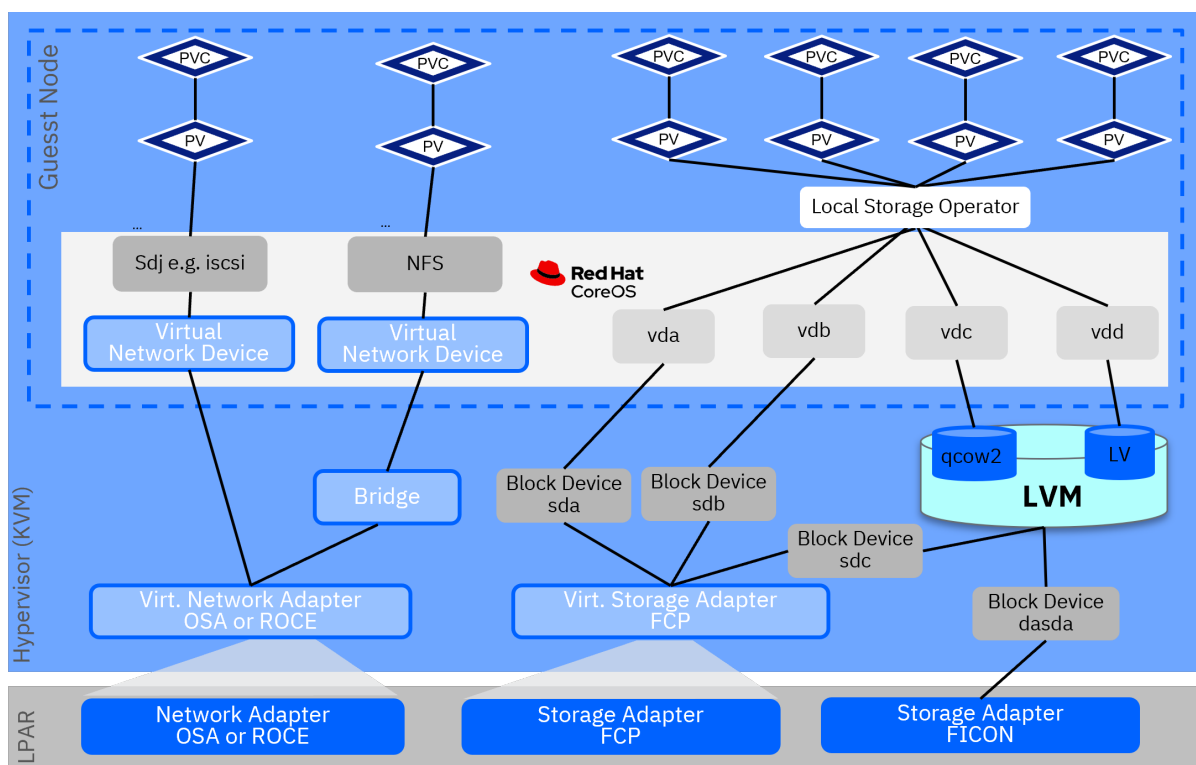 Guesst Node
PVC
PVC
PVC
PVC
PVC
PVC
PV
PV
PV
PV
PV
PV
Local Storage Operator
...
...
Sdj e.g. iscsi
NFS
Red Hat
CoreOS
vda
vdb
vdc
vdd
Virtual
Network Device
Virtual
Network Device
Hypervisor (KVM)
qcow2
LV
LVM
Bridge
Block Device
sda
Block Device
sdb
Block Device
sdc
Virt. Network Adapter
OSA or ROCE
Virt. Storage Adapter
FCP
Block Device
dasda
LPAR
Network Adapter
OSA or ROCE
Storage Adapter
FCP
Storage Adapter
FICON